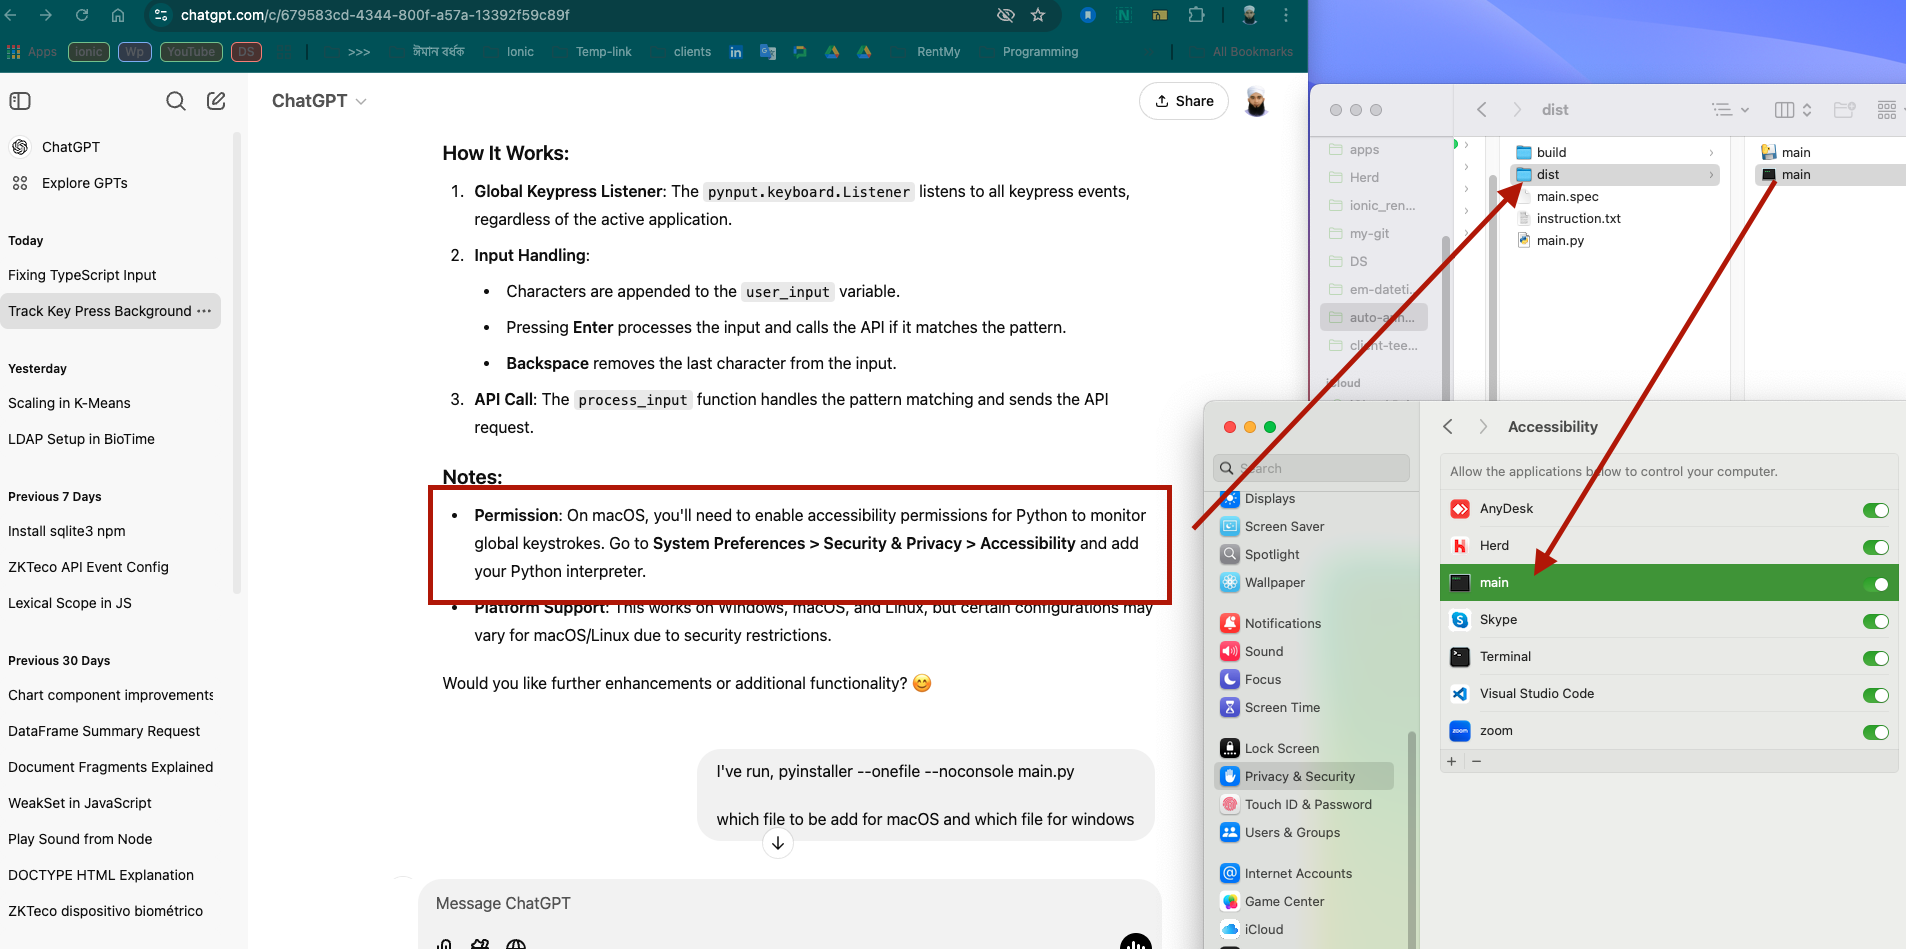 chatgpt.com/c/679583cd-4344-800f-a57a-13392f59c89f
Apps
ionic
Wp
YouTube
DS
>>>
ঈমান বর্ধক
Ionic
Temp-link
clients
RentMy
Programming
All Bookmarks
ChatGPT
Explore GPTs
Today
Fixing TypeScript Input
Track Key Press Background ···
Yesterday
Scaling in K-Means
LDAP Setup in BioTime
Previous 7 Days
Install sqlite3 npm
ZKTeco API Event Config
Lexical Scope in JS
Previous 30 Days
Chart component improvements
DataFrame Summary Request
Document Fragments Explained
WeakSet in JavaScript
Play Sound from Node
DOCTYPE HTML Explanation
ZKTeco dispositivo biométrico
ChatGPT
Share
How It Works:
1. Global Keypress Listener: The pynput.keyboard.Listener listens to all keypress events,
regardless of the active application.
2. Input Handling:
• Characters are appended to the user_input variable.
• Pressing Enter processes the input and calls the API if it matches the pattern.
• Backspace removes the last character from the input.
3. API Call: The process_input function handles the pattern matching and sends the API
request.
Notes:
• Permission: On macOS, you'll need to enable accessibility permissions for Python to monitor
global keystrokes. Go to System Preferences > Security & Privacy > Accessibility and add
your Python interpreter.
• Platform Support: This works on Windows, macOS, and Linux, but certain configurations may
vary for macOS/Linux due to security restrictions.
Would you like further enhancements or additional functionality? 😊
I've run, pyinstaller --onefile --noconsole main.py
which file to be add for macOS and which file for windows
Message ChatGPT
dist
apps
Herd
ionic_ren...
my-git
DS
em-dateti...
client-tee...
iCloud
build
dist
main.spec
instruction.txt
main.py
main
main
Search
Displays
Screen Saver
Spotlight
Wallpaper
Notifications
Sound
Focus
Screen Time
Lock Screen
Privacy & Security
Touch ID & Password
Users & Groups
Internet Accounts
Game Center
iCloud
Accessibility
Allow the applications below to control your computer.
AnyDesk
Herd
main
Skype
Terminal
Visual Studio Code
zoom
+ −